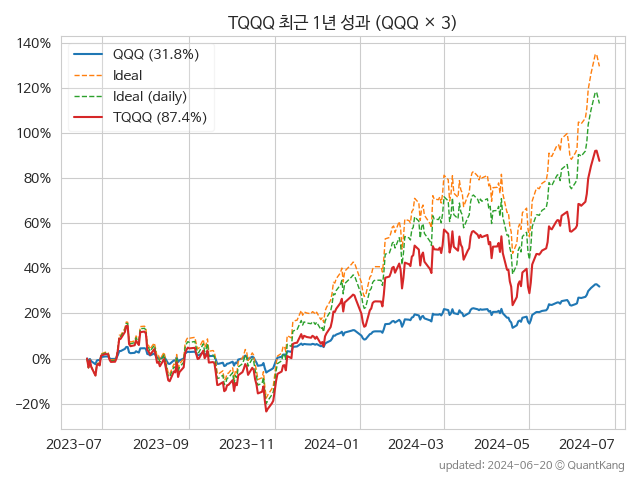 TQQQ 최근 1년 성과 (QQQ × 3)
140%
120%
100%
80%
60%
40%
20%
0%
−20%
QQQ (31.8%)
Ideal
Ideal (daily)
TQQQ (87.4%)
2023-07 2023-09 2023-11 2024-01 2024-03 2024-05 2024-07
updated: 2024-06-20 © QuantKang